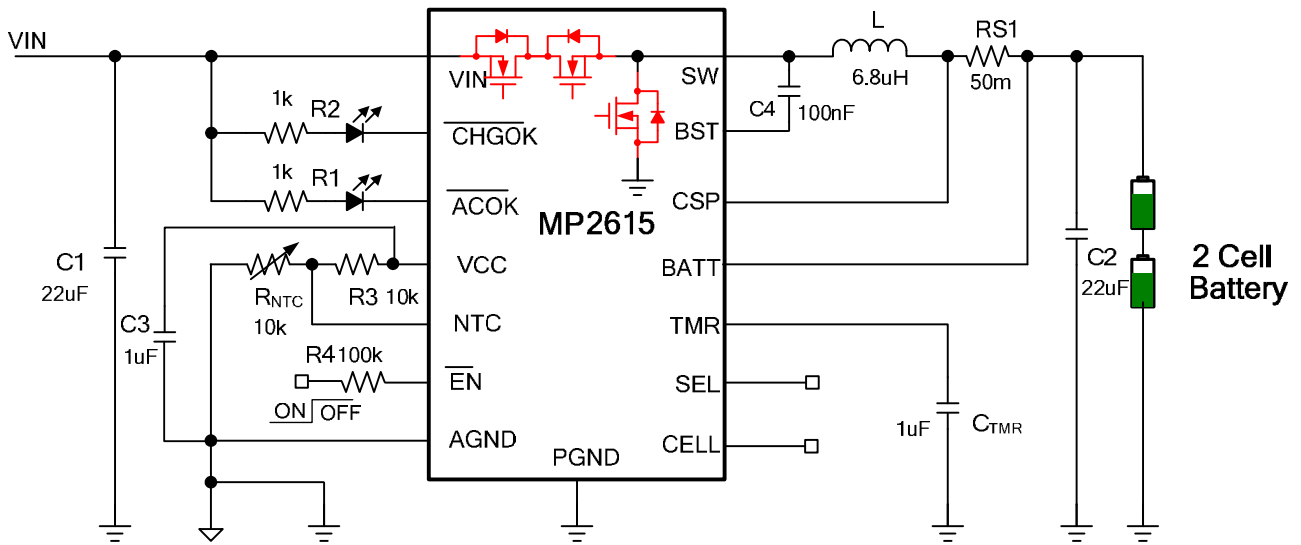 VIN
C1
22uF
1k
R2
1k
R1
C3
1uF
RNTC
10k
R3 10k
R4 100k
ON OFF
VIN
CHGOK
ACOK
VCC
NTC
EN
AGND
MP2615
PGND
SW
BST
CSP
BATT
TMR
SEL
CELL
C4
100nF
L
6.8uH
RS1
50m
1uF
CTMR
C2
22uF
2 Cell
Battery